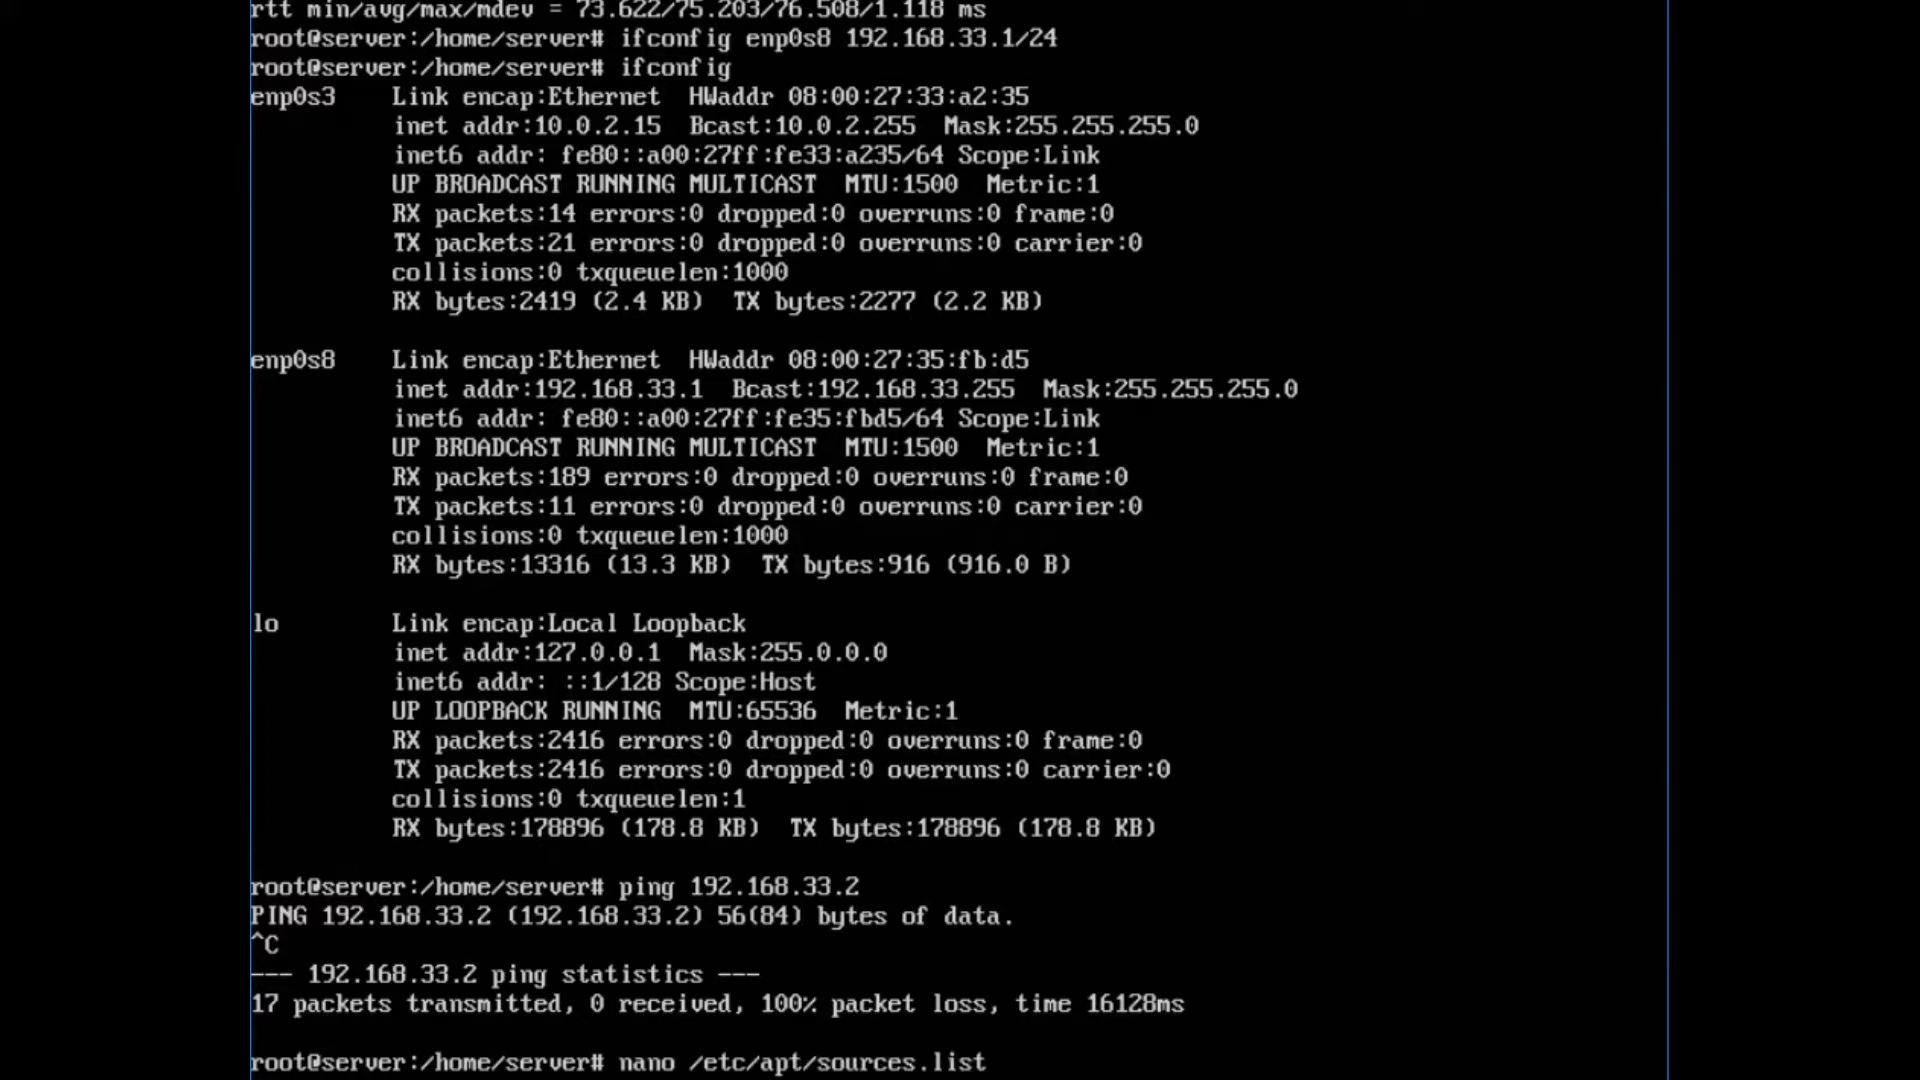 rtt min/avg/max/mdev = 73.622/75.203/76.508/1.118 ms
root@server:/home/server# ifconfig enp0s8 192.168.33.1/24
root@server:/home/server# ifconfig
enp0s3    Link encap:Ethernet  HWaddr 08:00:27:33:a2:35
          inet addr:10.0.2.15  Bcast:10.0.2.255  Mask:255.255.255.0
          inet6 addr: fe80::a00:27ff:fe33:a235/64 Scope:Link
          UP BROADCAST RUNNING MULTICAST  MTU:1500  Metric:1
          RX packets:14 errors:0 dropped:0 overruns:0 frame:0
          TX packets:21 errors:0 dropped:0 overruns:0 carrier:0
          collisions:0 txqueuelen:1000
          RX bytes:2419 (2.4 KB)  TX bytes:2277 (2.2 KB)

enp0s8    Link encap:Ethernet  HWaddr 08:00:27:35:fb:d5
          inet addr:192.168.33.1  Bcast:192.168.33.255  Mask:255.255.255.0
          inet6 addr: fe80::a00:27ff:fe35:fbd5/64 Scope:Link
          UP BROADCAST RUNNING MULTICAST  MTU:1500  Metric:1
          RX packets:189 errors:0 dropped:0 overruns:0 frame:0
          TX packets:11 errors:0 dropped:0 overruns:0 carrier:0
          collisions:0 txqueuelen:1000
          RX bytes:13316 (13.3 KB)  TX bytes:916 (916.0 B)

lo        Link encap:Local Loopback
          inet addr:127.0.0.1  Mask:255.0.0.0
          inet6 addr: ::1/128 Scope:Host
          UP LOOPBACK RUNNING  MTU:65536  Metric:1
          RX packets:2416 errors:0 dropped:0 overruns:0 frame:0
          TX packets:2416 errors:0 dropped:0 overruns:0 carrier:0
          collisions:0 txqueuelen:1
          RX bytes:178896 (178.8 KB)  TX bytes:178896 (178.8 KB)

root@server:/home/server# ping 192.168.33.2
PING 192.168.33.2 (192.168.33.2) 56(84) bytes of data.
^C
--- 192.168.33.2 ping statistics ---
17 packets transmitted, 0 received, 100% packet loss, time 16128ms

root@server:/home/server# nano /etc/apt/sources.list